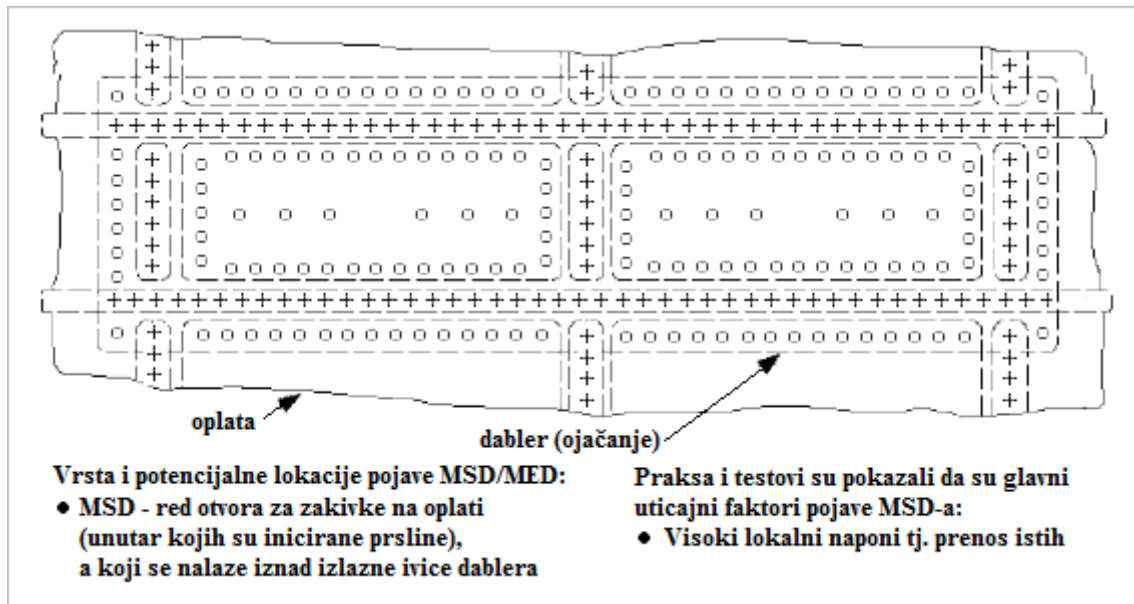 oplata
dabler (ojačanje)
Vrsta i potencijalne lokacije pojave MSD/MED:
● MSD - red otvora za zakivke na oplati
(unutar kojih su inicirane prsline),
a koji se nalaze iznad izlazne ivice dablera
Praksa i testovi su pokazali da su glavni
uticajni faktori pojave MSD-a:
● Visoki lokalni naponi tj. prenos istih